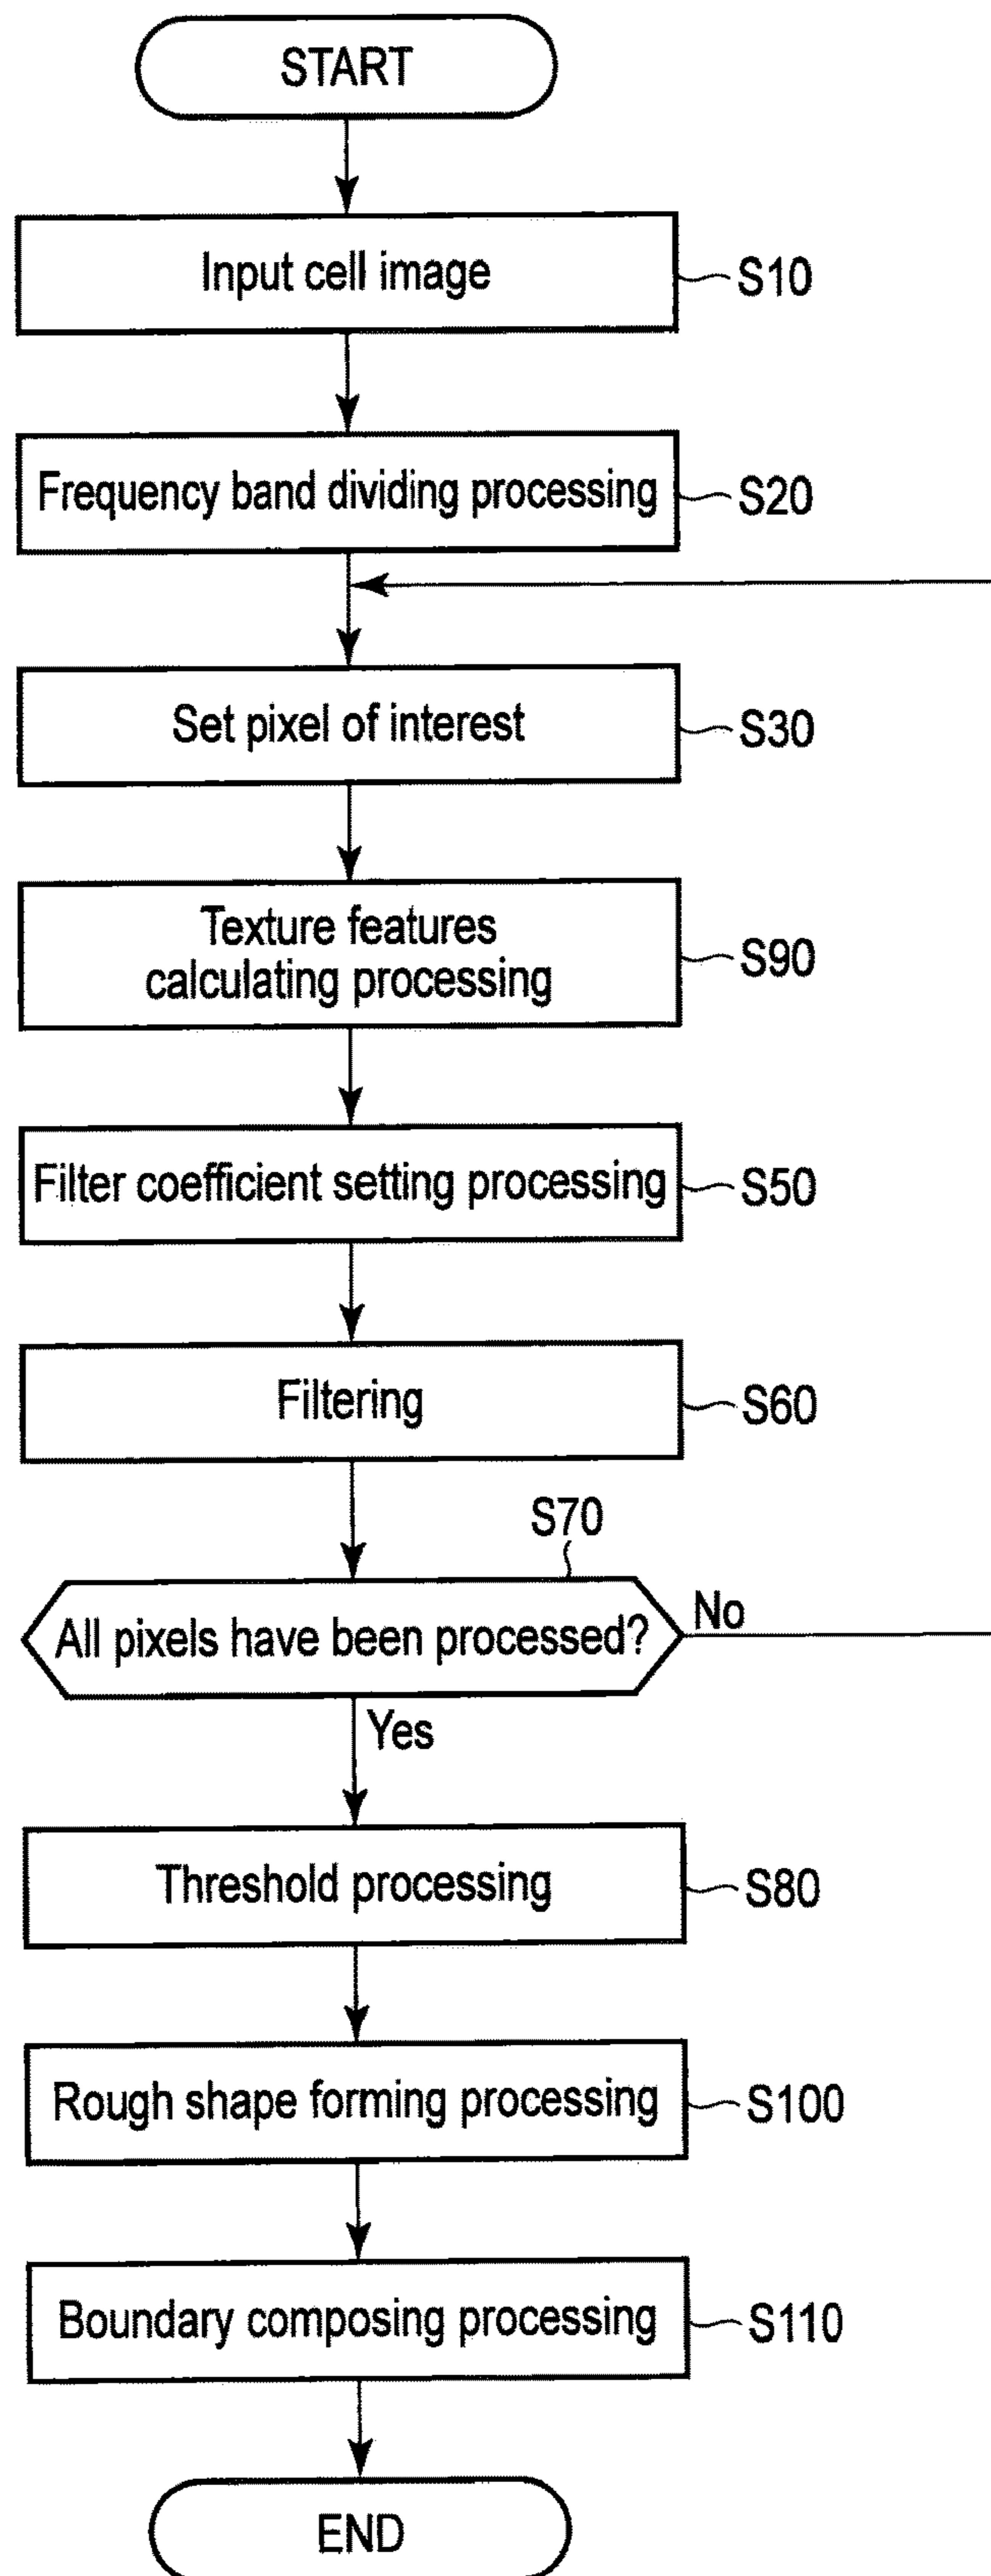 START
Input cell image
S10
Frequency band dividing processing
S20
Set pixel of interest
S30
Texture features
calculating processing
S90
Filter coefficient setting processing
S50
Filtering
S60
S70
All pixels have been processed?
No
Yes
Threshold processing
S80
Rough shape forming processing
S100
Boundary composing processing
S110
END